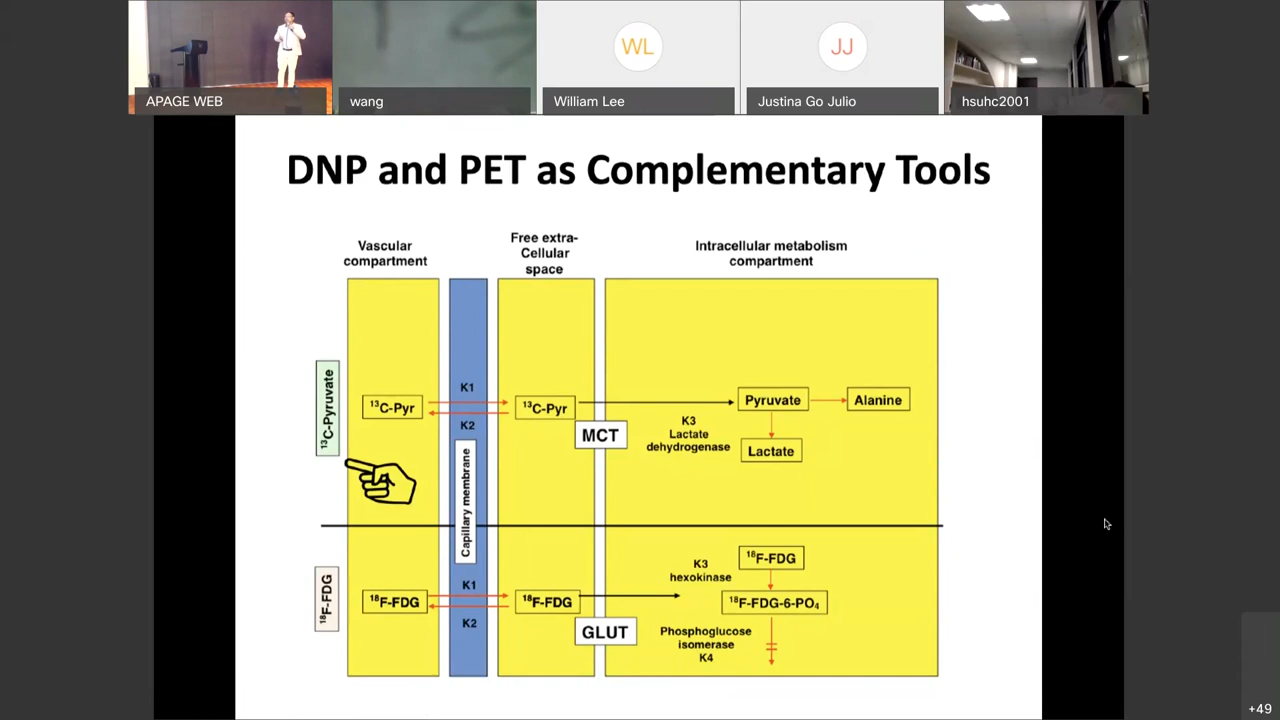 WL
JJ
APAGE WEB
wang
William Lee
Justina Go Julio
hsuhc2001
DNP and PET as Complementary Tools
Vascular
compartment
Free extra-
Cellular
space
Intracellular metabolism
compartment
¹³C-Pyruvate
¹³C-Pyr
K1
K2
¹³C-Pyr
MCT
K3
Lactate
dehydrogenase
Pyruvate
Alanine
Lactate
Capillary membrane
¹⁸F-FDG
¹⁸F-FDG
K1
K2
¹⁸F-FDG
GLUT
K3
hexokinase
¹⁸F-FDG
¹⁸F-FDG-6-PO₄
Phosphoglucose
isomerase
K4
+49